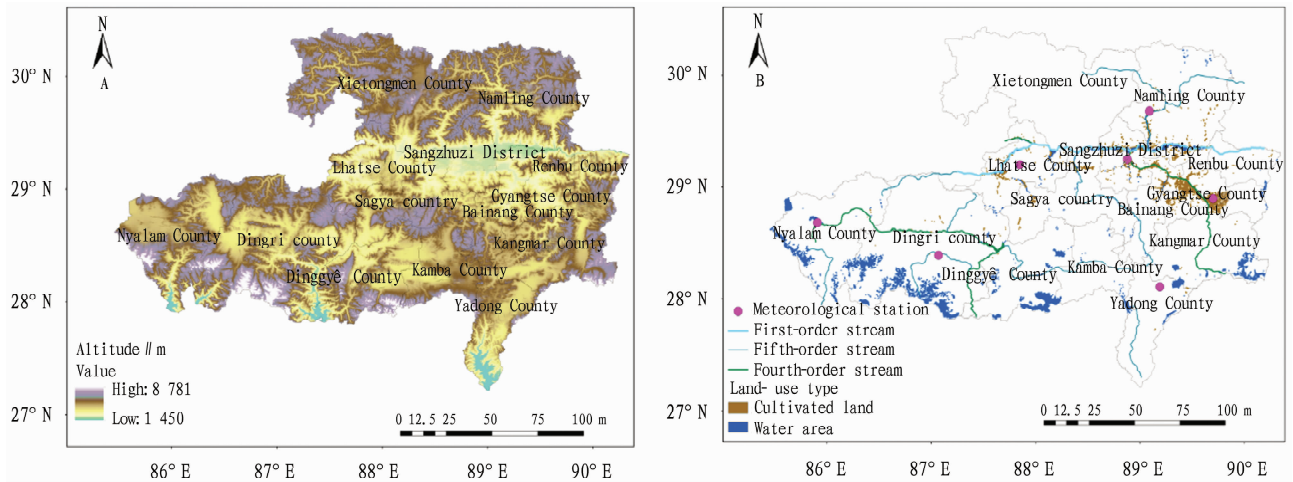 N
A
30° N
29° N
28° N
27° N
Xietongmen County
Namling County
Sangzhuzi District
Lhatse County
Renbu County
Sagya country
Gyangtse County
Bainang County
Nyalam County
Dingri county
Kangmar County
Dinggyê County
Kamba County
Yadong County
Altitude∥m
Value
High: 8 781
Low: 1 450
0 12.5 25 50 75 100 m
86° E 87° E 88° E 89° E 90° E
N
B
30° N
29° N
28° N
27° N
Xietongmen County
Namling County
Sangzhuzi District
Lhatse County
Renbu County
Sagya country
Gyangtse County
Bainang County
Nyalam County
Dingri county
Kangmar County
Dinggyê County
Kamba County
Yadong County
Meteorological station
First-order stream
Fifth-order stream
Fourth-order stream
Land- use type
Cultivated land
Water area
0 12.5 25 50 75 100 m
86° E 87° E 88° E 89° E 90° E